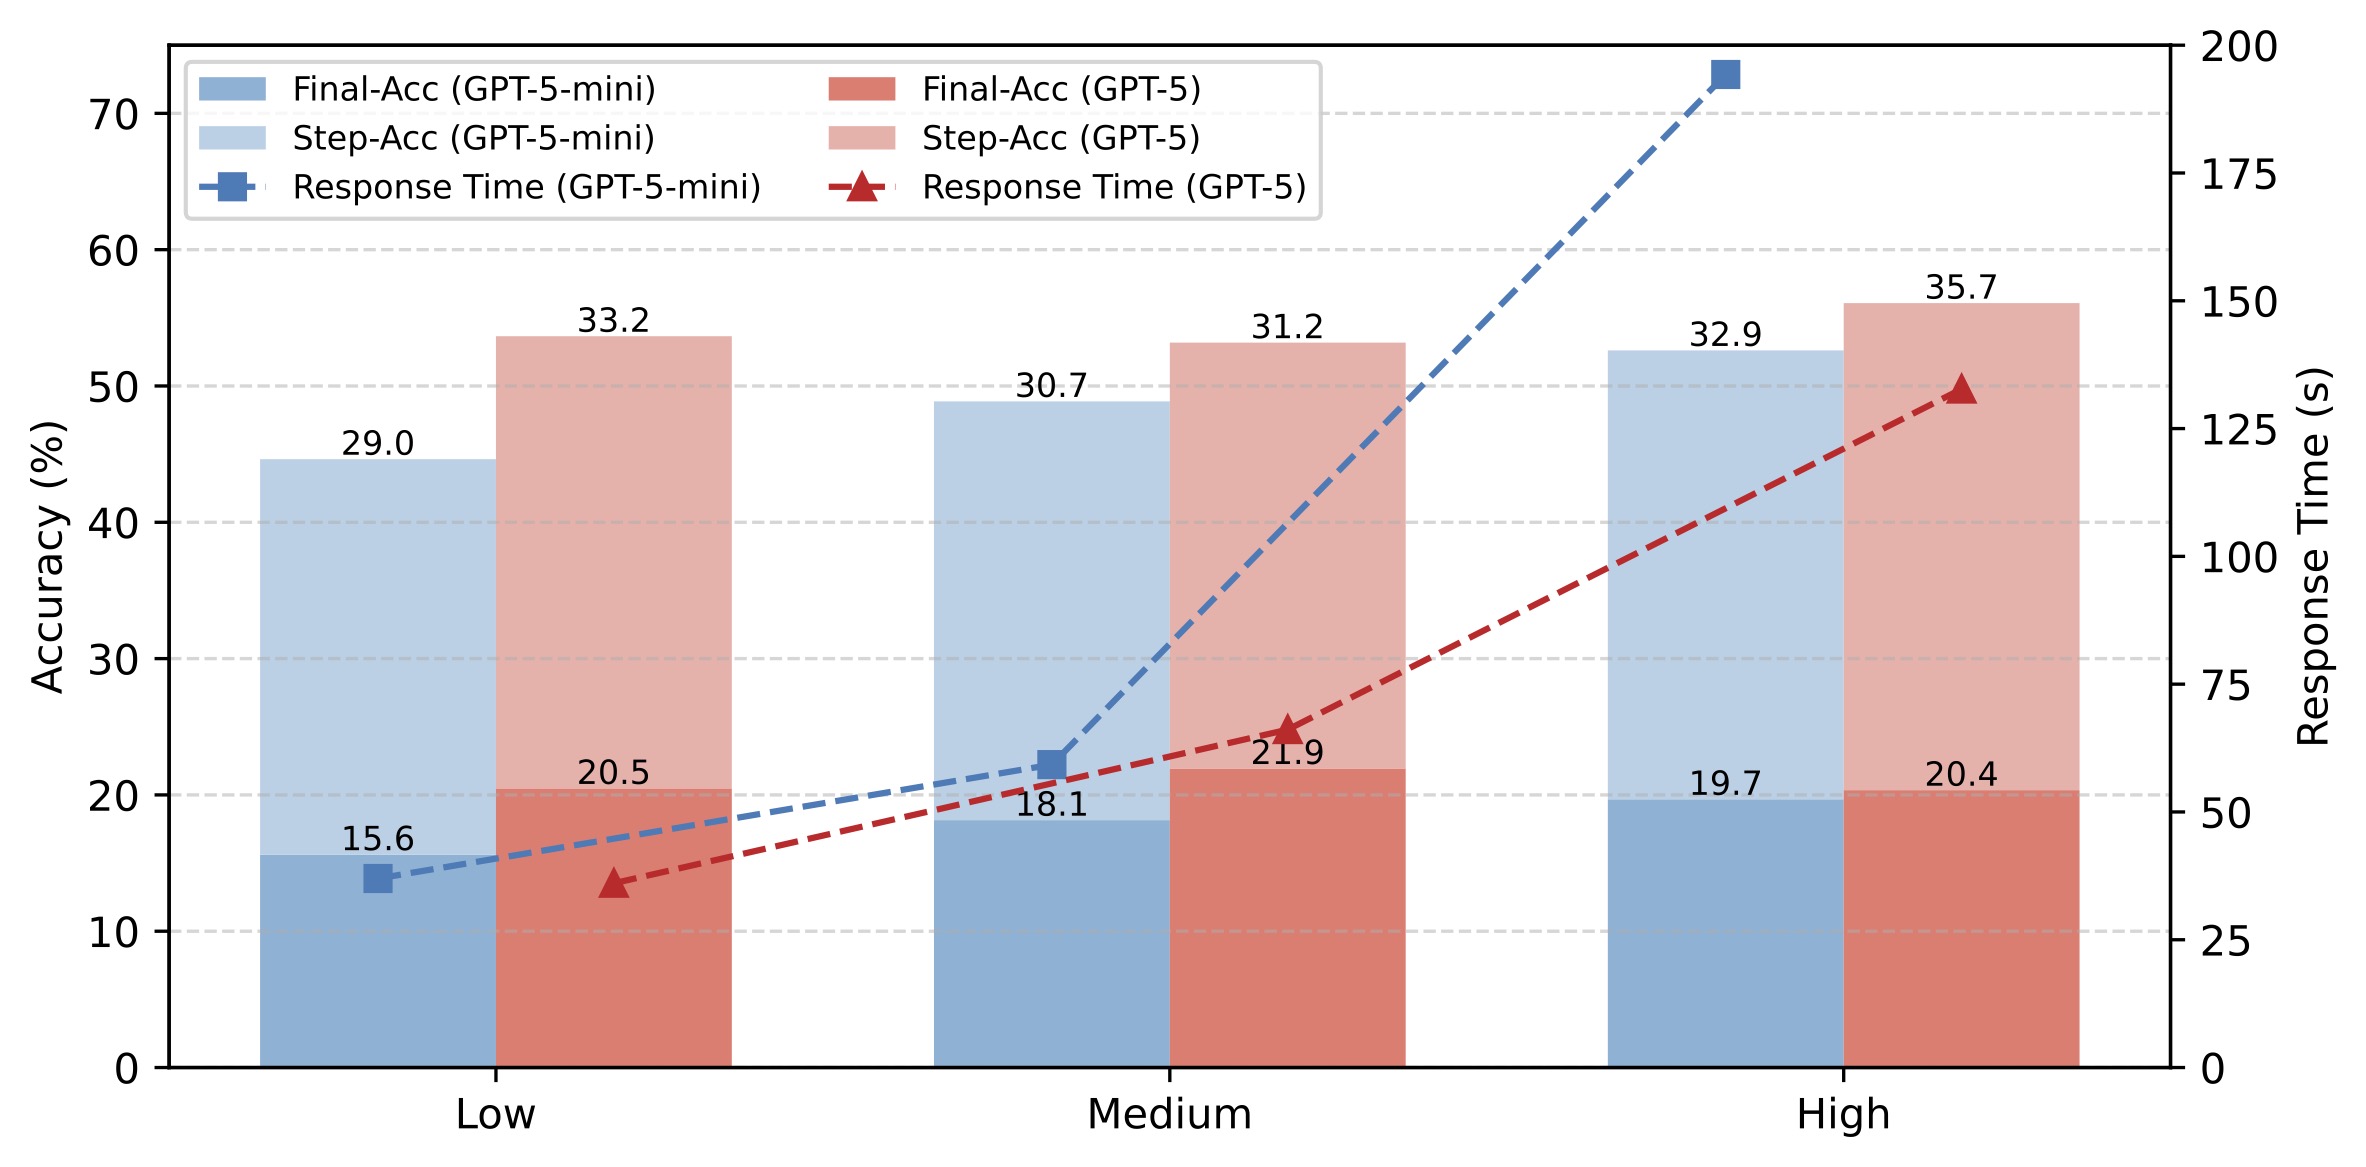 Final-Acc (GPT-5-mini)
Step-Acc (GPT-5-mini)
Response Time (GPT-5-mini)
Final-Acc (GPT-5)
Step-Acc (GPT-5)
Response Time (GPT-5)
Accuracy (%)
70
60
50
40
30
20
10
0
29.0
15.6
33.2
20.5
30.7
18.1
31.2
21.9
32.9
19.7
35.7
20.4
Low
Medium
High
200
175
150
125
100
75
50
25
0
Response Time (s)